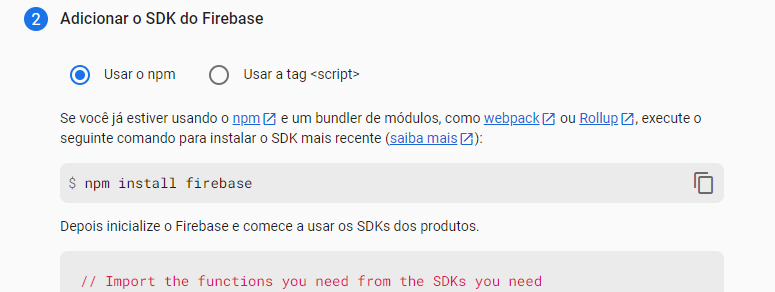 2 Adicionar o SDK do Firebase
Usar o npm Usar a tag <script>
Se você já estiver usando o npm e um bundler de módulos, como webpack ou Rollup, execute o
seguinte comando para instalar o SDK mais recente (saiba mais):
$ npm install firebase
Depois inicialize o Firebase e comece a usar os SDKs dos produtos.
// Import the functions you need from the SDKs you need